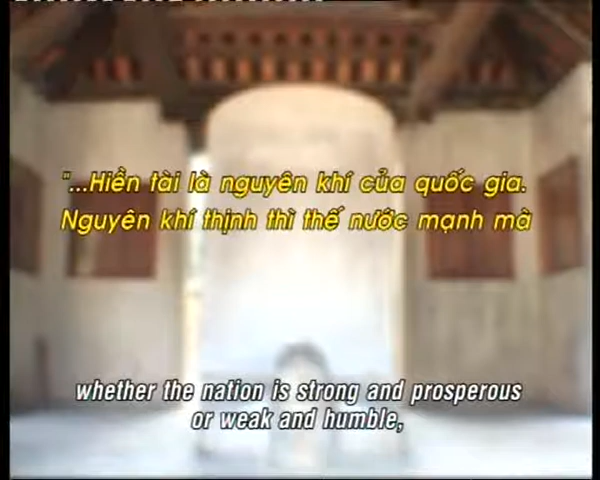 "...Hiền tài là nguyên khí của quốc gia.
Nguyên khí thịnh thì thế nước mạnh mà
whether the nation is strong and prosperous
or weak and humble,